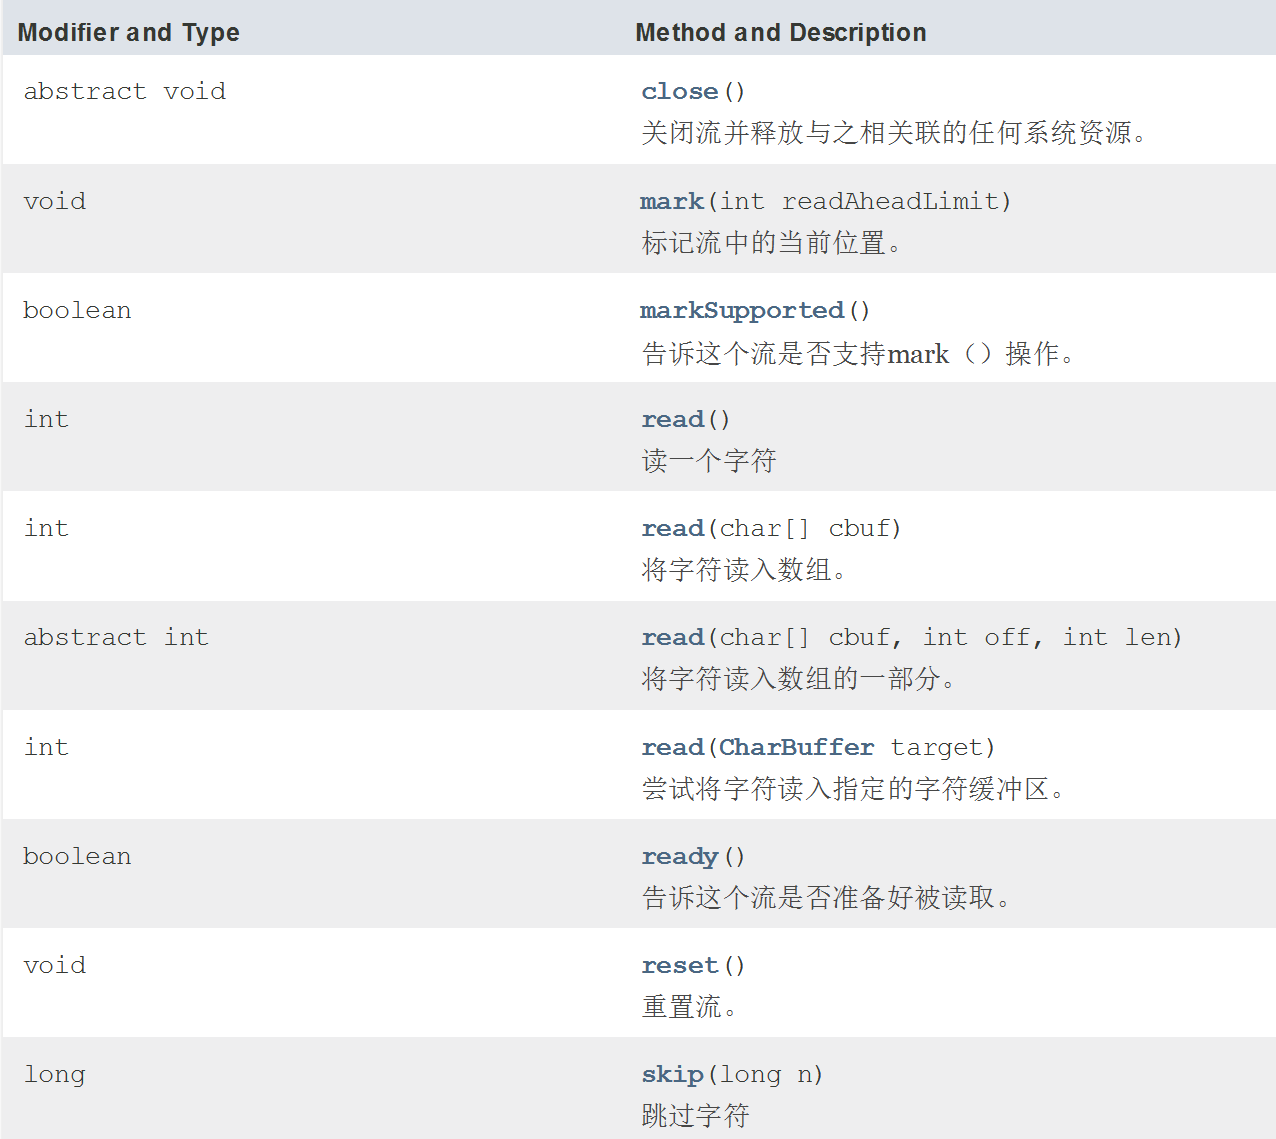 Modifier and Type Method and Description
abstract void close()
关闭流并释放与之相关联的任何系统资源。
void mark(int readAheadLimit)
标记流中的当前位置。
boolean markSupported()
告诉这个流是否支持mark（）操作。
int read()
读一个字符
int read(char[] cbuf)
将字符读入数组。
abstract int read(char[] cbuf, int off, int len)
将字符读入数组的一部分。
int read(CharBuffer target)
尝试将字符读入指定的字符缓冲区。
boolean ready()
告诉这个流是否准备好被读取。
void reset()
重置流。
long skip(long n)
跳过字符